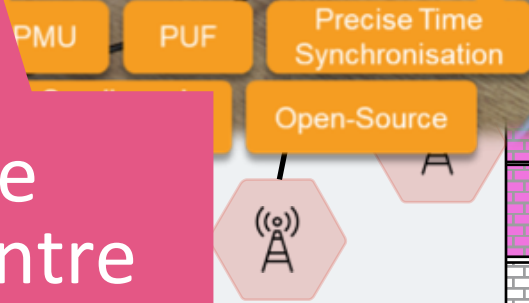 PMU
PUF
Precise Time
Synchronisation
Open-Source
e
ntre